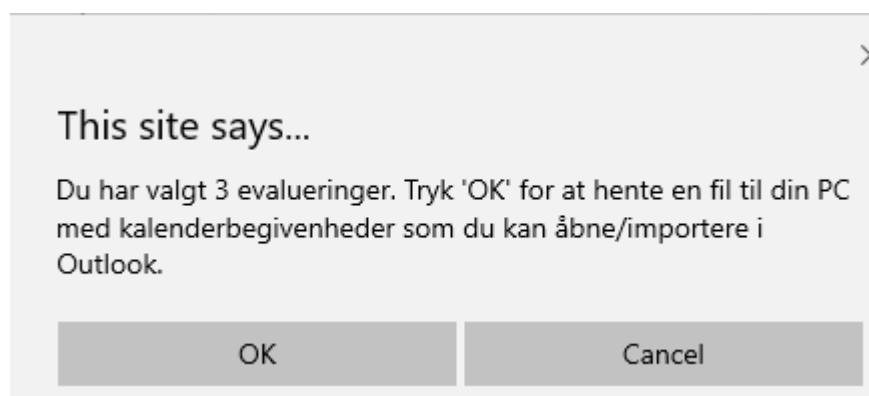 This site says...
Du har valgt 3 evalueringer. Tryk 'OK' for at hente en fil til din PC
med kalenderbegivenheder som du kan åbne/importere i
Outlook.
OK
Cancel